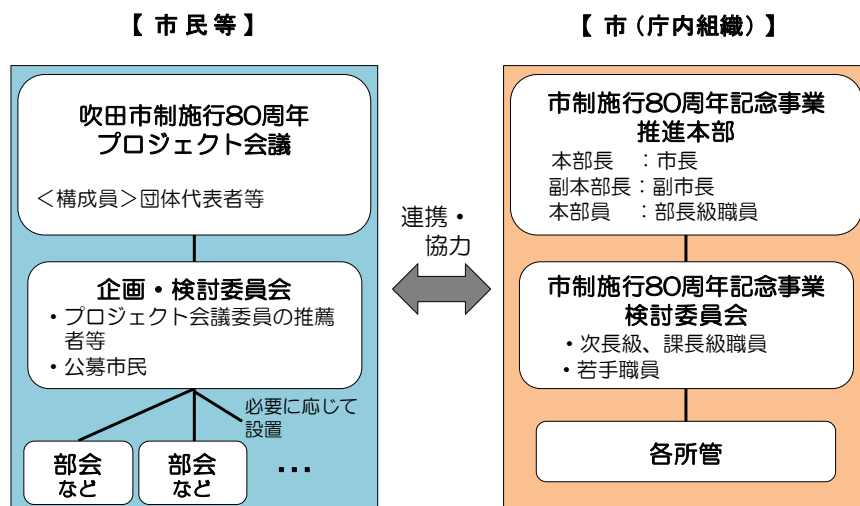 【 市 民 等 】
吹田市制施行80周年
プロジェクト会議
＜構成員＞団体代表者等
企画・検討委員会
・プロジェクト会議委員の推薦
者等
・公募市民
必要に応じて
設置
部会
など
部会
など
・・・
連携・
協力
【 市（庁内組織）】
市制施行80周年記念事業
推進本部
本部長　：市長
副本部長：副市長
本部員　：部長級職員
市制施行80周年記念事業
検討委員会
・次長級、課長級職員
・若手職員
各所管